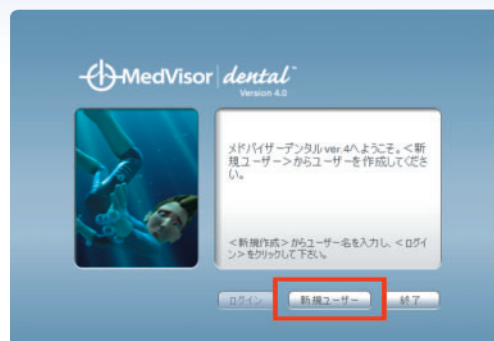 MedVisor dental™
Version 4.0
メドバイザーデンタル ver.4へようこそ。<新
規ユーザー>からユーザーを作成してくださ
い。
<新規作成>からユーザー名を入力し、<ログイ
ン>をクリックして下さい。
ログイン 新規ユーザー 終了